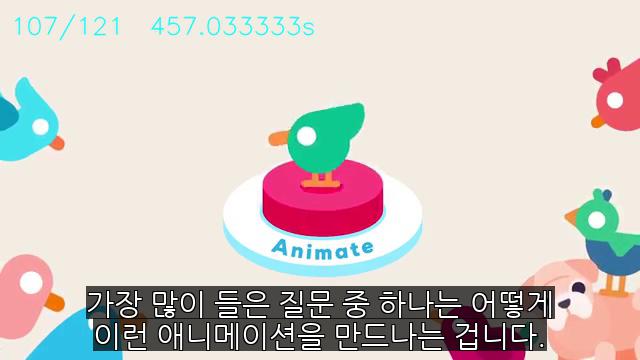 107/121 457.033333s
Animate
가장 많이 들은 질문 중 하나는 어떻게
이런 애니메이션을 만드나는 겁니다.